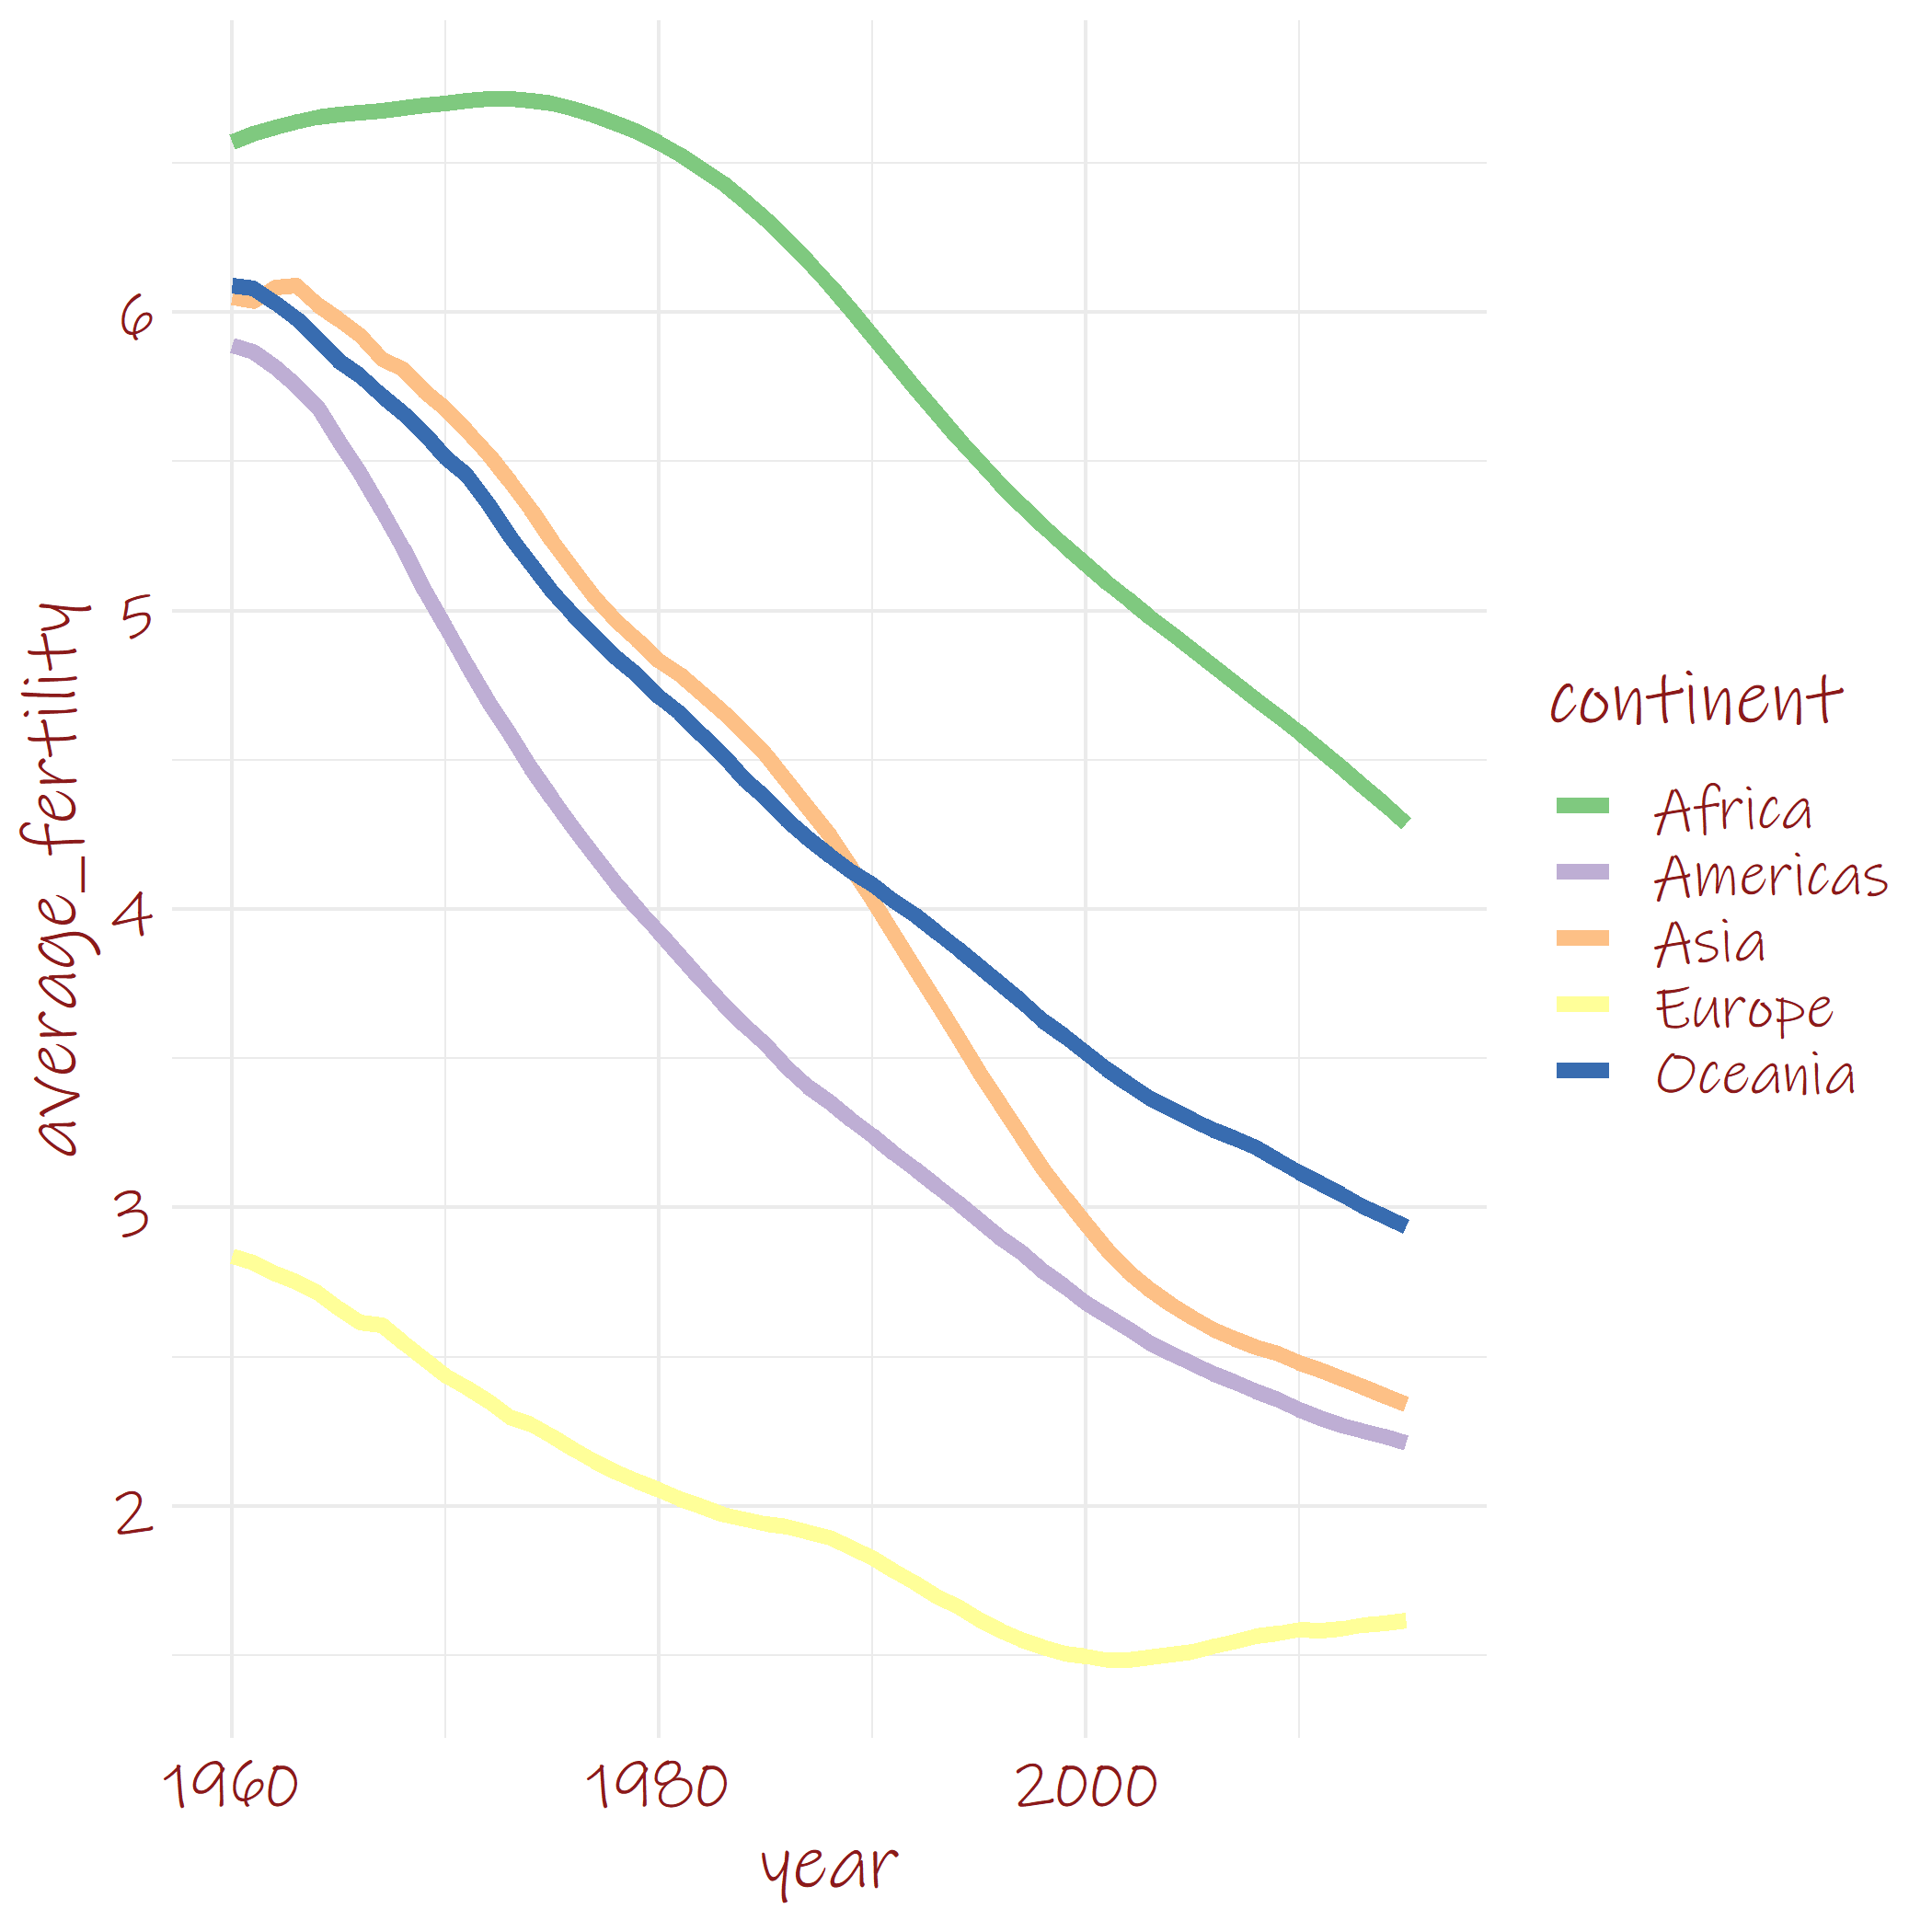 6
5
4
3
2
average_fertility
1960 1980 2000
year
continent
Africa
Americas
Asia
Europe
Oceania